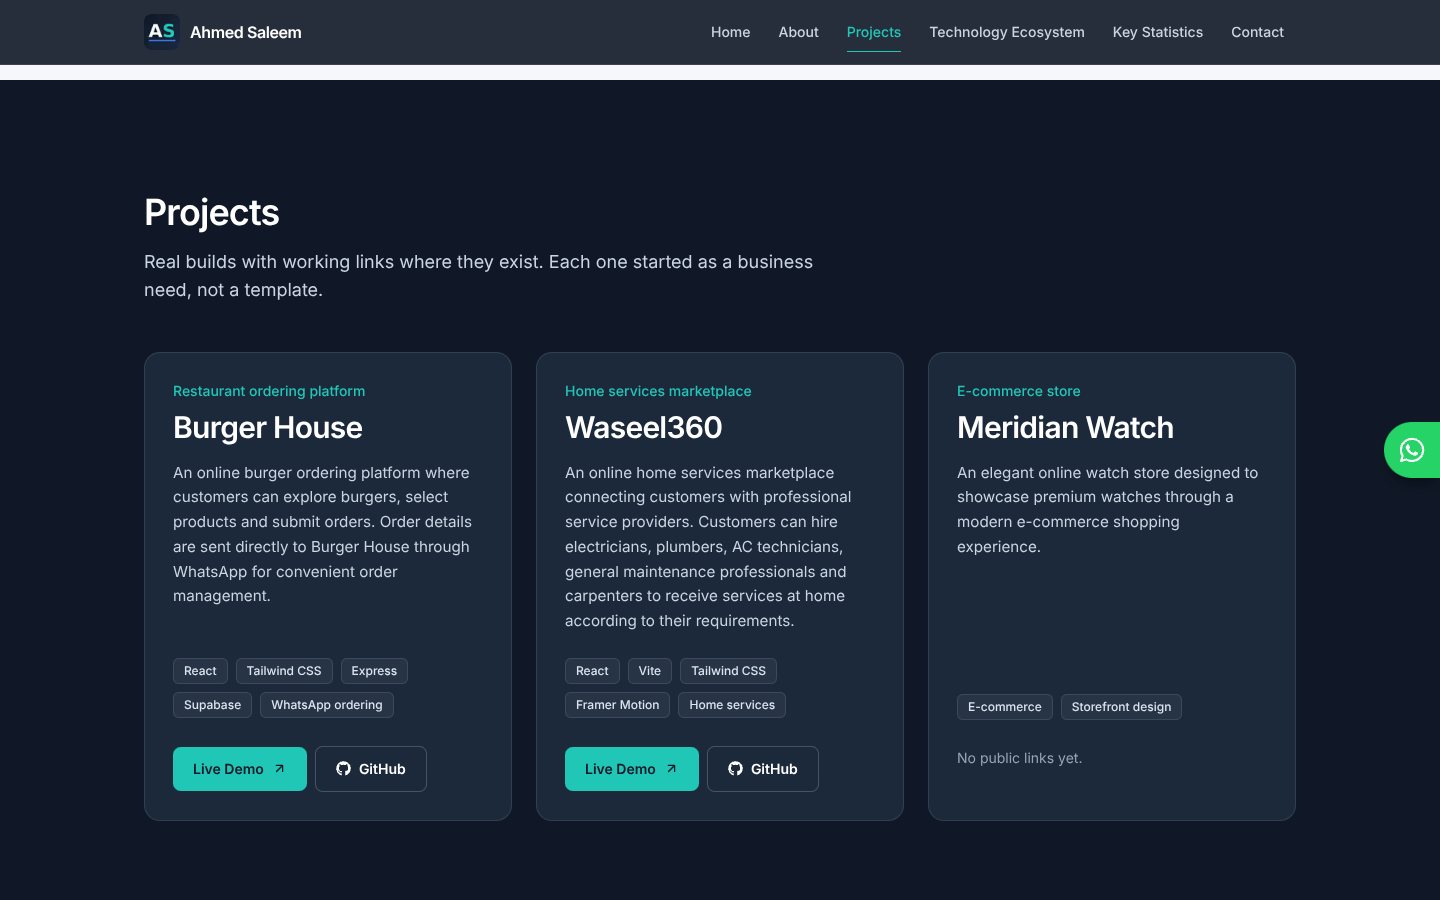 AS Ahmed Saleem
Home About Projects Technology Ecosystem Key Statistics Contact
Projects
Real builds with working links where they exist. Each one started as a business
need, not a template.
Restaurant ordering platform
Burger House
An online burger ordering platform where
customers can explore burgers, select
products and submit orders. Order details
are sent directly to Burger House through
WhatsApp for convenient order
management.
React Tailwind CSS Express
Supabase WhatsApp ordering
Live Demo GitHub
Home services marketplace
Waseel360
An online home services marketplace
connecting customers with professional
service providers. Customers can hire
electricians, plumbers, AC technicians,
general maintenance professionals and
carpenters to receive services at home
according to their requirements.
React Vite Tailwind CSS
Framer Motion Home services
Live Demo GitHub
E-commerce store
Meridian Watch
An elegant online watch store designed to
showcase premium watches through a
modern e-commerce shopping
experience.
E-commerce Storefront design
No public links yet.